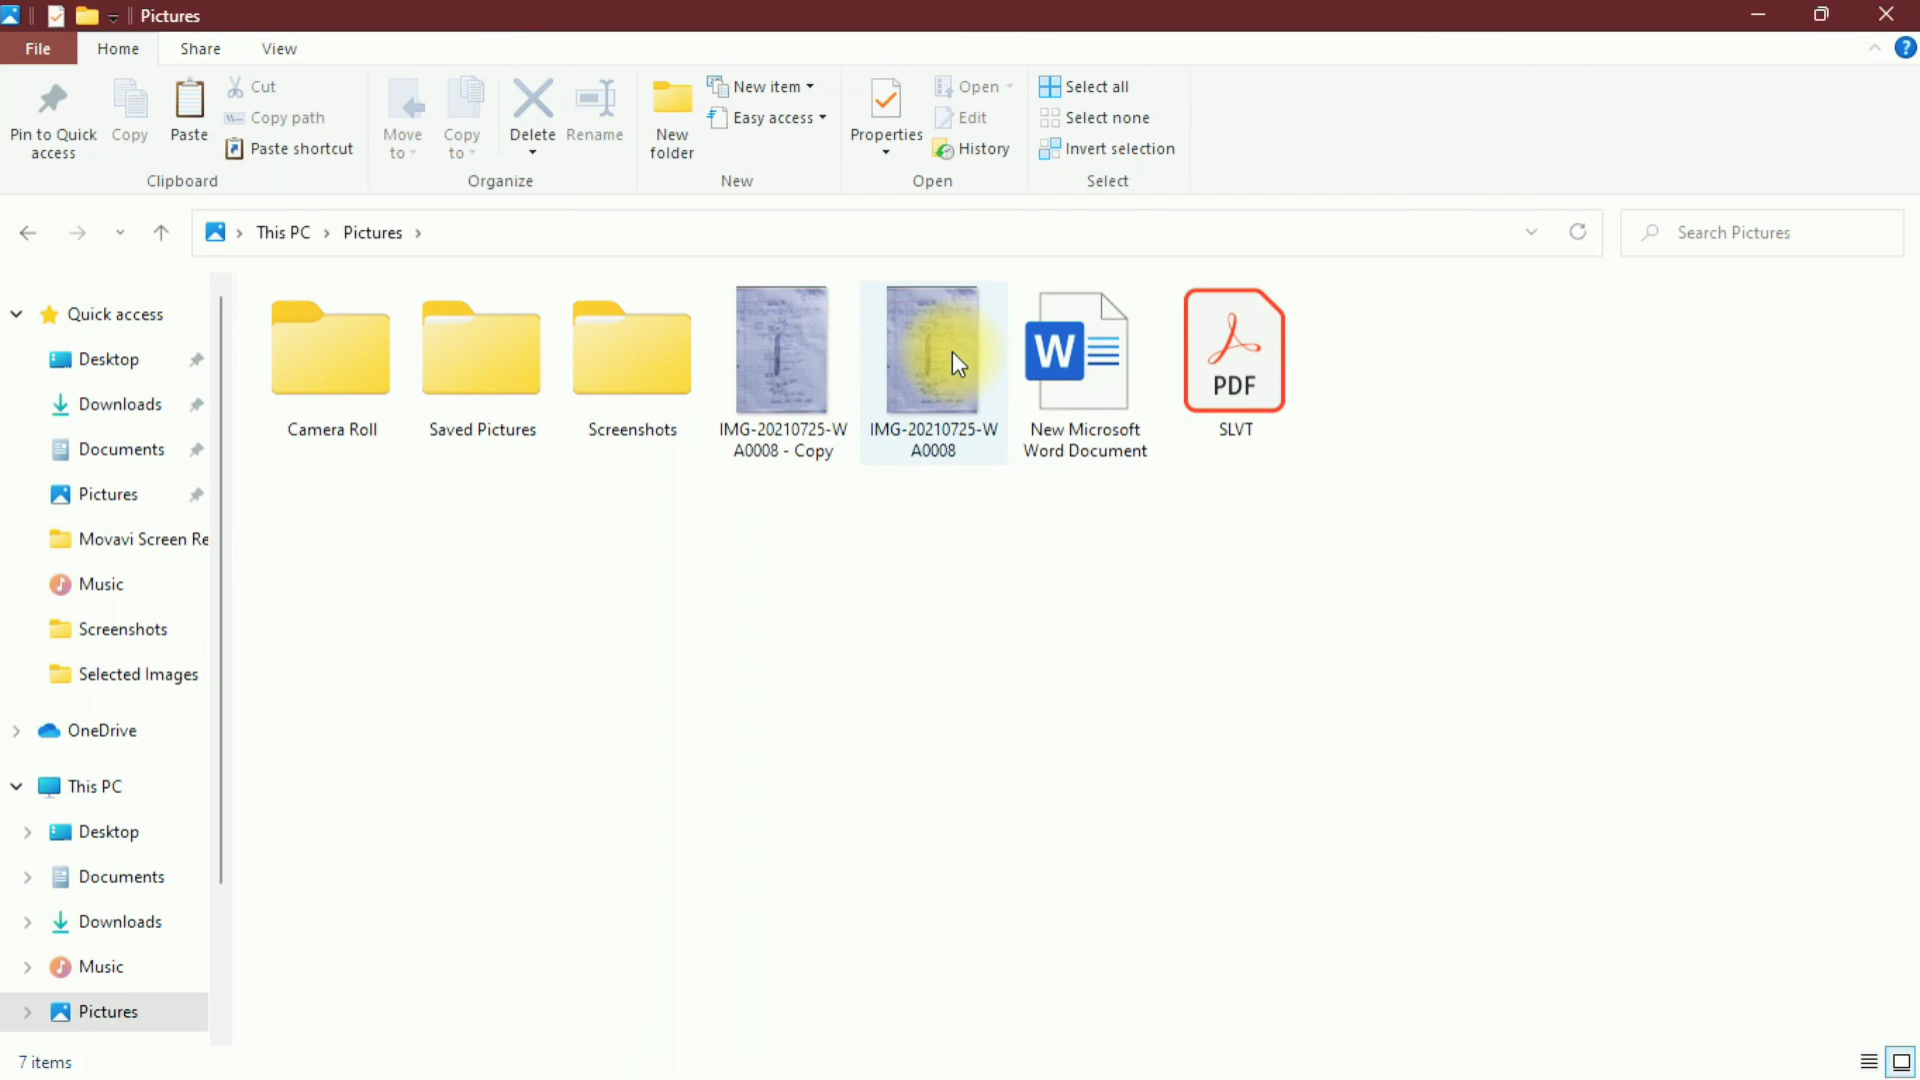 Pictures
File Home Share View
Pin to Quick access
Copy
Paste
Cut
Copy path
Paste shortcut
Clipboard
Move to
Copy to
Delete
Rename
Organize
New folder
New item
Easy access
New
Properties
Open
Edit
History
Open
Select all
Select none
Invert selection
Select
This PC > Pictures >
Search Pictures
Quick access
Desktop
Downloads
Documents
Pictures
Movavi Screen Re
Music
Screenshots
Selected Images
OneDrive
This PC
Desktop
Documents
Downloads
Music
Pictures
Camera Roll
Saved Pictures
Screenshots
IMG-20210725-W
A0008 - Copy
IMG-20210725-W
A0008
W
New Microsoft
Word Document
PDF
SLVT
7 items